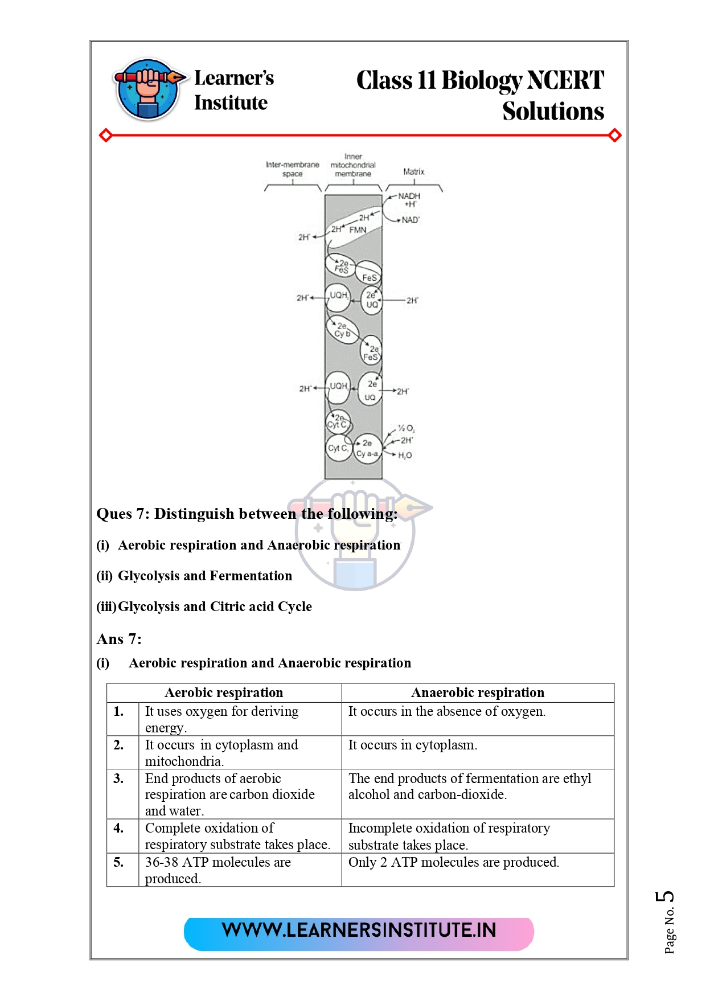 Learner's
Institute
Class 11 Biology NCERT
Solutions
Inter-membrane
space
Inner
mitochondrial
membrane
Matrix
NADH
+H⁺
NAD⁺
2H⁺
2H⁺
2H⁺
FMN
2e
FeS
FeS
2H⁺
UQH₂
2e
UQ
2H⁺
2e
Cy b
2e
FeS
2H⁺
UQH₂
2e
UQ
2H⁺
2e
Cyt C₁
Cyt C
2e
Cy a-a₃
½ O₂
2H⁺
H₂O
Ques 7: Distinguish between the following:
(i) Aerobic respiration and Anaerobic respiration
(ii) Glycolysis and Fermentation
(iii)Glycolysis and Citric acid Cycle
Ans 7:
(i) Aerobic respiration and Anaerobic respiration
Aerobic respiration Anaerobic respiration
1. It uses oxygen for deriving
energy.
It occurs in the absence of oxygen.
2. It occurs in cytoplasm and
mitochondria.
It occurs in cytoplasm.
3. End products of aerobic
respiration are carbon dioxide
and water.
The end products of fermentation are ethyl
alcohol and carbon-dioxide.
4. Complete oxidation of
respiratory substrate takes place.
Incomplete oxidation of respiratory
substrate takes place.
5. 36-38 ATP molecules are
produced.
Only 2 ATP molecules are produced.
WWW.LEARNERSINSTITUTE.IN
Page No. 5